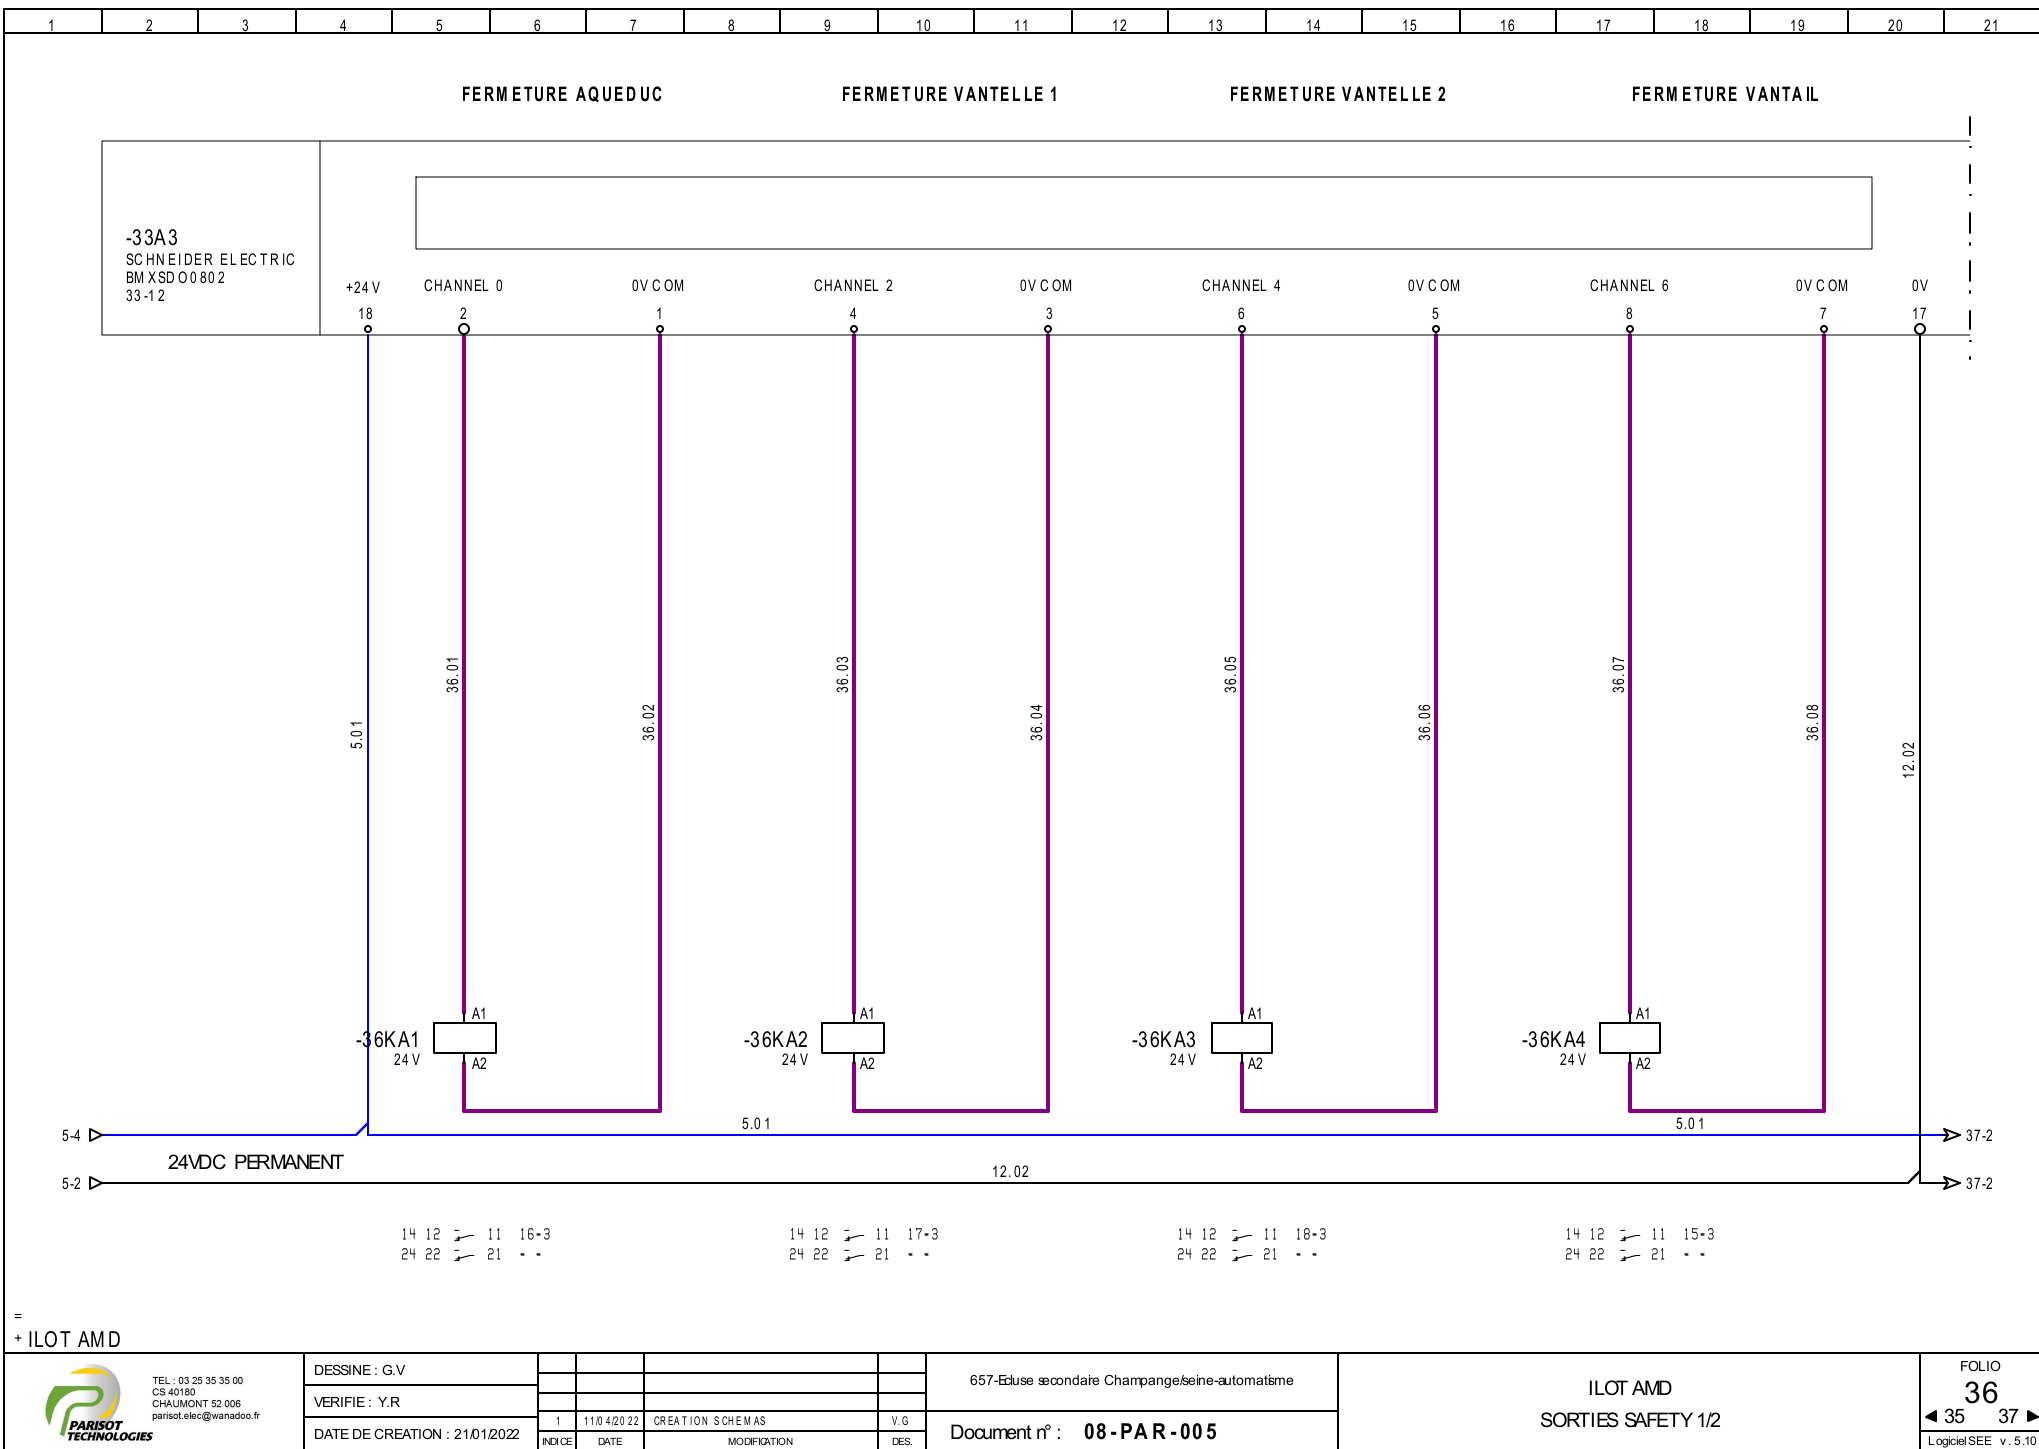 1 2 3 4 5 6 7 8 9 10 11 12 13 14 15 16 17 18 19 20 21
FERMETURE AQUEDUC FERMETURE VANTELLE 1 FERMETURE VANTELLE 2 FERMETURE VANTAIL
-33A3
SCHNEIDER ELECTRIC
BMXSDO0802
33-12
+24V CHANNEL 0 0V COM CHANNEL 2 0V COM CHANNEL 4 0V COM CHANNEL 6 0V COM 0V
18 2 1 4 3 6 5 8 7 17
36.01 36.03 36.05 36.07
5.01 36.02 36.04 36.06 36.08 12.02
A1 A1 A1 A1
-36KA1 -36KA2 -36KA3 -36KA4
24V 24V 24V 24V
A2 A2 A2 A2
5.01 5.01
5-4 37-2
24VDC PERMANENT
12.02
5-2 37-2
14 12 11 16-3 14 12 11 17-3 14 12 11 18-3 14 12 11 15-3
24 22 21 - - 24 22 21 - - 24 22 21 - - 24 22 21 - -
=
+ ILOT AMD
PARISOT
TECHNOLOGIES
TEL : 03 25 35 35 00
CS 40180
CHAUMONT 52 006
parisot.elec@wanadoo.fr
DESSINE : G.V
VERIFIE : Y.R
DATE DE CREATION : 21/01/2022
1 11/04/2022 CREATION SCHEMAS V.G
INDICE DATE MODIFICATION DES.
657-Ecluse secondaire Champange/seine-automatisme
Document n° : 08-PAR-005
ILOT AMD
SORTIES SAFETY 1/2
FOLIO
36
35 37
Logiciel SEE v. 5.10